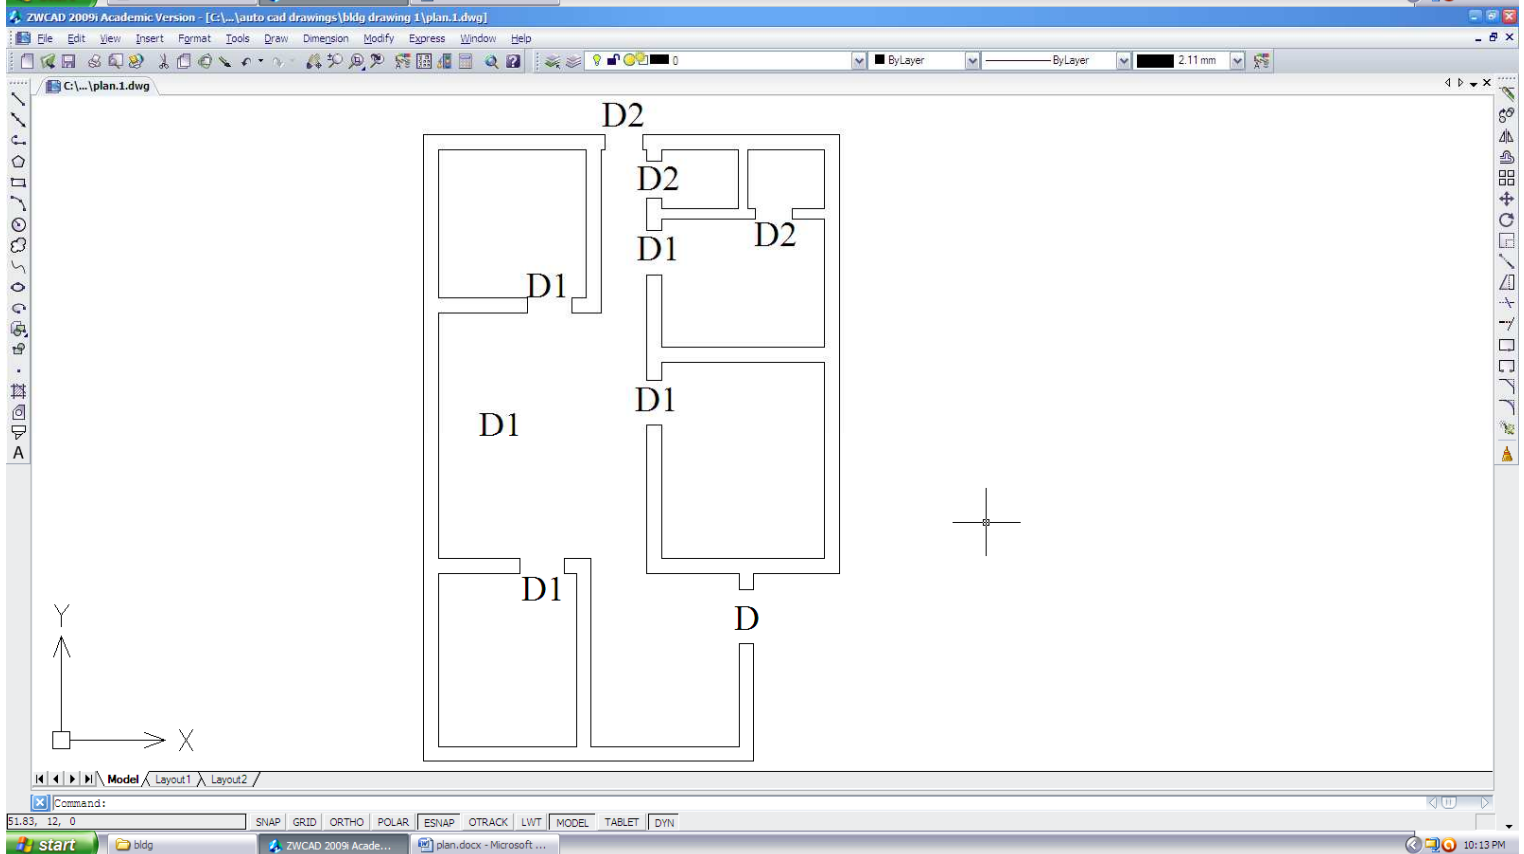 ZWCAD 2009i Academic Version - [C:\...\auto cad drawings\bldg drawing 1\plan.1.dwg]
File Edit View Insert Format Tools Draw Dimension Modify Express Window Help
0 ByLayer ByLayer 2.11 mm
C:\...\plan.1.dwg
D2
D2
D2
D1
D1
D1
D1
D1
D
Y
X
A
Model Layout1 Layout2
Command:
51.83, 12, 0 SNAP GRID ORTHO POLAR ESNAP OTRACK LWT MODEL TABLET DYN
start bldg ZWCAD 2009i Acade... plan.docx - Microsoft ... 10:13 PM